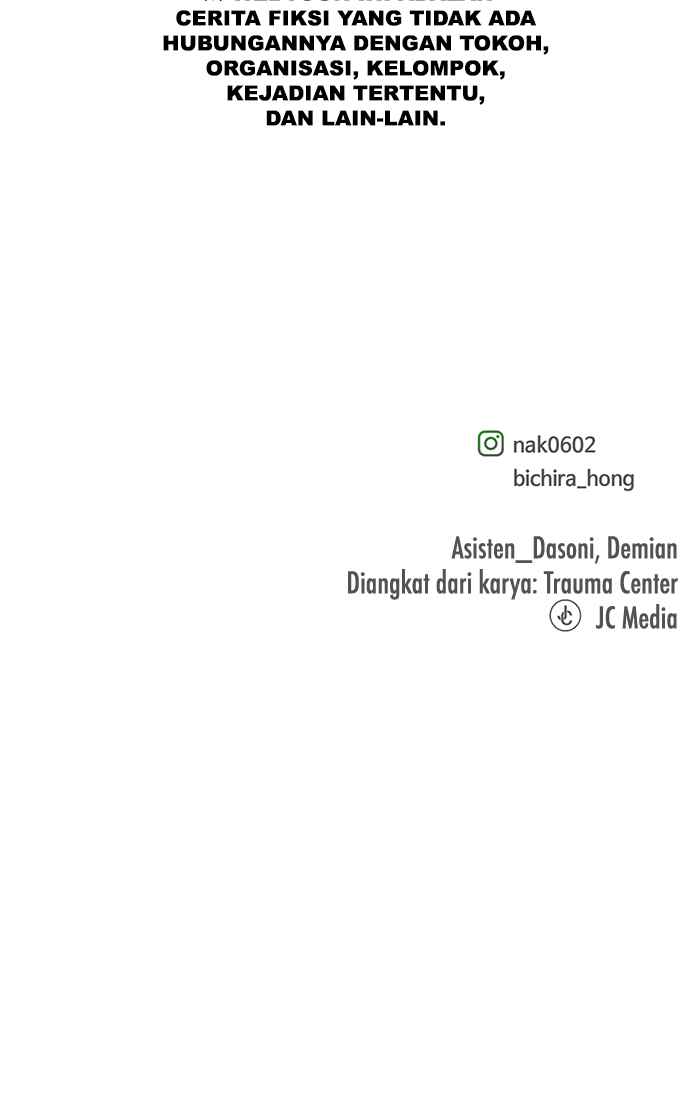 CERITA FIKSI YANG TIDAK ADA
HUBUNGANNYA DENGAN TOKOH,
ORGANISASI, KELOMPOK,
KEJADIAN TERTENTU,
DAN LAIN-LAIN.
nak0602
bichira_hong
Asisten_Dasoni, Demian
Diangkat dari karya: Trauma Center
JC Media